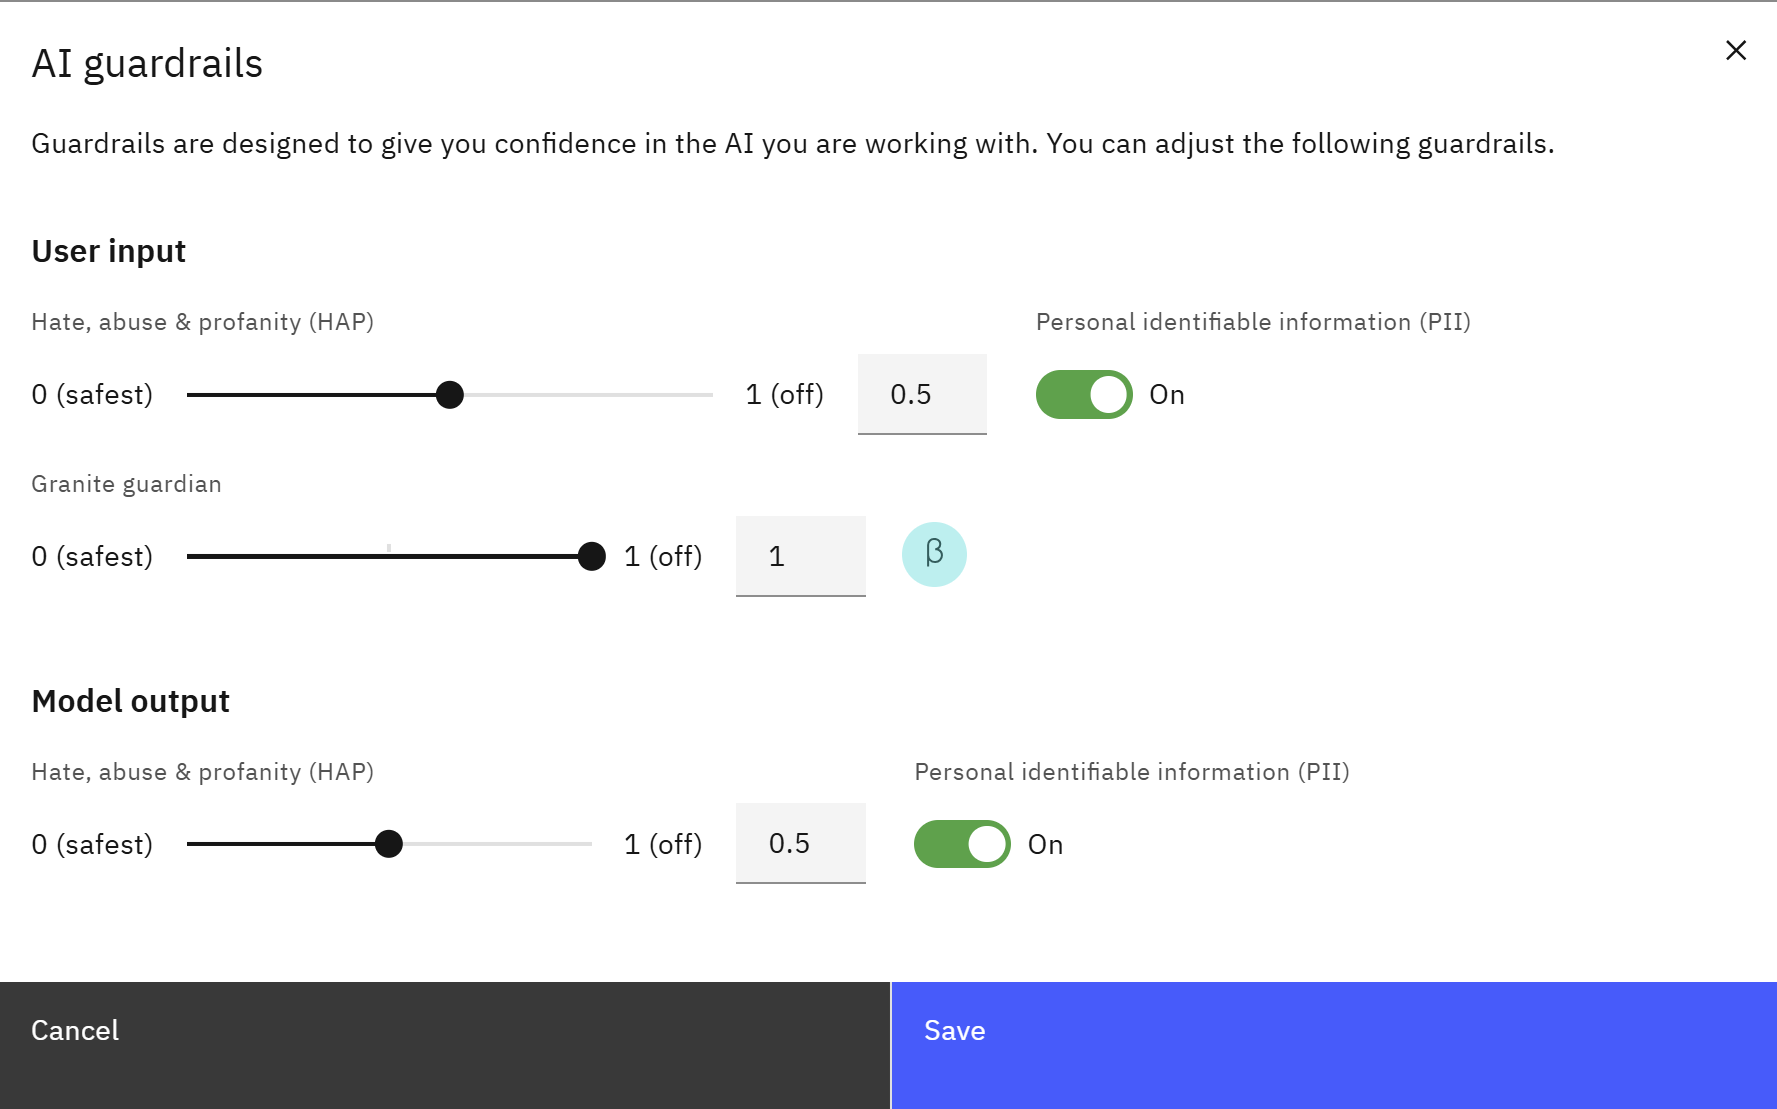 AI guardrails
Guardrails are designed to give you confidence in the AI you are working with. You can adjust the following guardrails.
User input
Hate, abuse & profanity (HAP)
Personal identifiable information (PII)
0 (safest)
1 (off)
0.5
On
Granite guardian
0 (safest)
1 (off)
1
β
Model output
Hate, abuse & profanity (HAP)
Personal identifiable information (PII)
0 (safest)
1 (off)
0.5
On
Cancel
Save